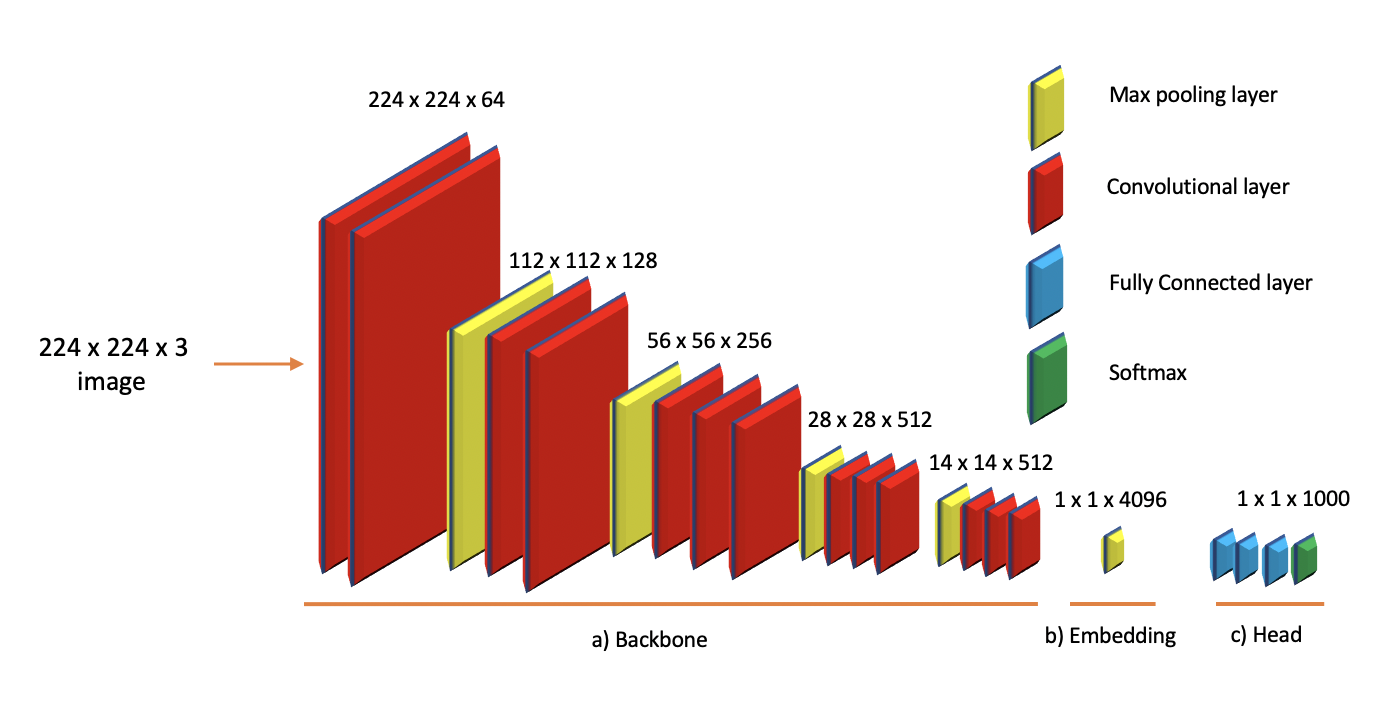 224 x 224 x 64
Max pooling layer
Convolutional layer
112 x 112 x 128
Fully Connected layer
56 x 56 x 256
224 x 224 x 3
image
Softmax
28 x 28 x 512
14 x 14 x 512
1 x 1 x 4096
1 x 1 x 1000
a) Backbone
b) Embedding
c) Head